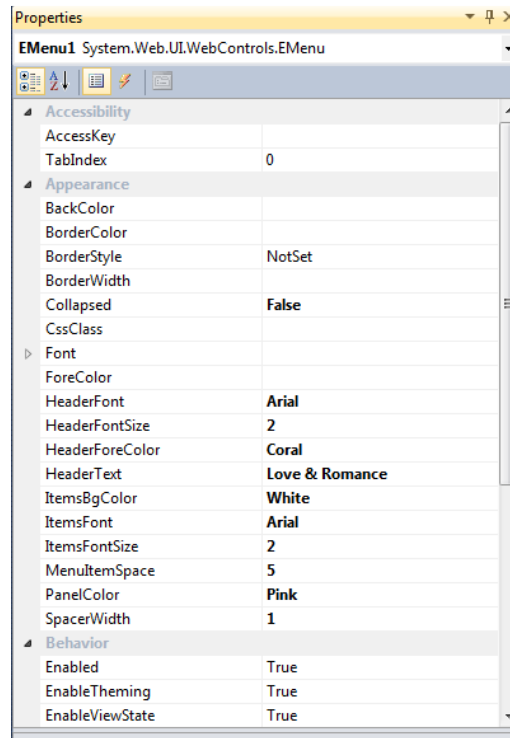 Properties
EMenu1 System.Web.UI.WebControls.EMenu
Accessibility
AccessKey
TabIndex 0
Appearance
BackColor
BorderColor
BorderStyle NotSet
BorderWidth
Collapsed False
CssClass
Font
ForeColor
HeaderFont Arial
HeaderFontSize 2
HeaderForeColor Coral
HeaderText Love & Romance
ItemsBgColor White
ItemsFont Arial
ItemsFontSize 2
MenuItemSpace 5
PanelColor Pink
SpacerWidth 1
Behavior
Enabled True
EnableTheming True
EnableViewState True